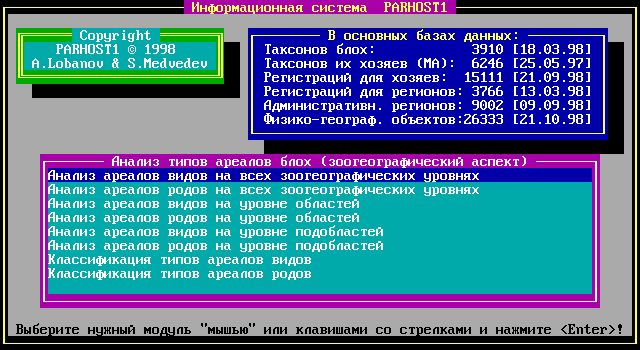 Информационная система PARHOST1
Copyright
PARHOST1 © 1998
A.Lobanov & S.Medvedev
В основных базах данных:
Таксонов блох: 3910 [18.03.98]
Таксонов их хозяев (МА): 6246 [25.05.97]
Регистраций для хозяев: 15111 [21.09.98]
Регистраций для регионов: 3766 [13.03.98]
Административн. регионов: 9002 [09.09.98]
Физико-географ. объектов:26333 [21.10.98]
Анализ типов ареалов блох (зоогеографический аспект)
Анализ ареалов видов на всех зоогеографических уровнях
Анализ ареалов родов на всех зоогеографических уровнях
Анализ ареалов видов на уровне областей
Анализ ареалов родов на уровне областей
Анализ ареалов видов на уровне подобластей
Анализ ареалов родов на уровне подобластей
Классификация типов ареалов видов
Классификация типов ареалов родов
Выберите нужный модуль "мышью" или клавишами со стрелками и нажмите <Enter>!